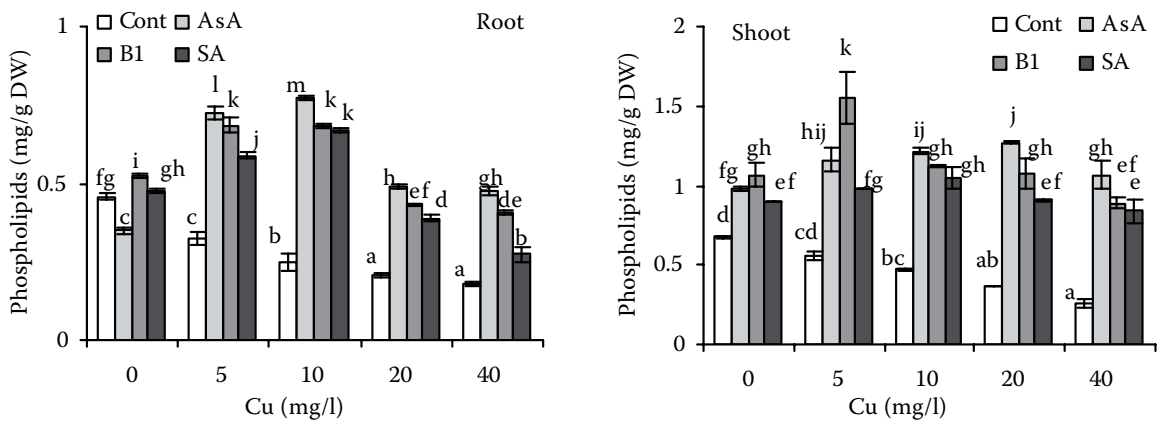 Phospholipids (mg/g DW)
1
0.5
0
Cont AsA
B1 SA
Root
fg c i gh
c l k j
b m k k
a h ef d
a gh de b
0 5 10 20 40
Cu (mg/l)
Phospholipids (mg/g DW)
2
1.5
1
0.5
0
Shoot
Cont AsA
B1 SA
d fg gh ef
cd hij k fg
bc ij gh gh
ab j gh ef
a gh ef e
0 5 10 20 40
Cu (mg/l)